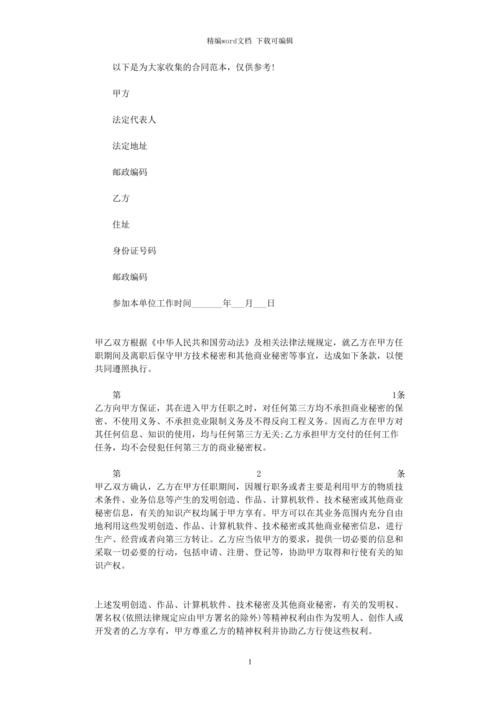 精编word文档 下载可编辑
以下是为大家收集的合同范本，仅供参考!
甲方
法定代表人
法定地址
邮政编码
乙方
住址
身份证号码
邮政编码
参加本单位工作时间_______年___月___日
甲乙双方根据《中华人民共和国劳动法》及相关法律法规规定，就乙方在甲方任
职期间及离职后保守甲方技术秘密和其他商业秘密等事宜，达成如下条款，以便
共同遵照执行。
第 1条
乙方向甲方保证，其在进入甲方任职之时，对任何第三方均不承担商业秘密的保
密、不使用义务、不承担竞业限制义务及不得反向工程义务。因而乙方在甲方对
其任何信息、知识的使用，均与任何第三方无关;乙方承担甲方交付的任何工作
任务，均不会侵犯任何第三方的商业秘密权。
第 2 条
甲乙双方确认，乙方在甲方任职期间，因履行职务或者主要是利用甲方的物质技
术条件、业务信息等产生的发明创造、作品、计算机软件、技术秘密或其他商业
秘密信息，有关的知识产权均属于甲方享有。甲方可以在其业务范围内充分自由
地利用这些发明创造、作品、计算机软件、技术秘密或其他商业秘密信息，进行
生产、经营或者向第三方转让。乙方应当依甲方的要求，提供一切必要的信息和
采取一切必要的行动，包括申请、注册、登记等，协助甲方取得和行使有关的知
识产权。
上述发明创造、作品、计算机软件、技术秘密及其他商业秘密，有关的发明权、
署名权(依照法律规定应由甲方署名的除外)等精神权利由作为发明人、创作人或
开发者的乙方享有，甲方尊重乙方的精神权利并协助乙方行使这些权利。
1